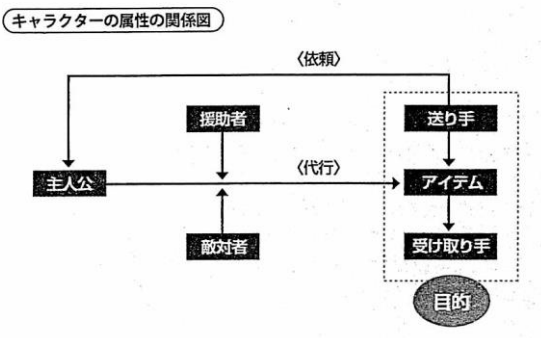 キャラクターの属性の関係図
〈依頼〉
援助者
送り手
主人公
〈代行〉
アイテム
敵対者
受け取り手
目的